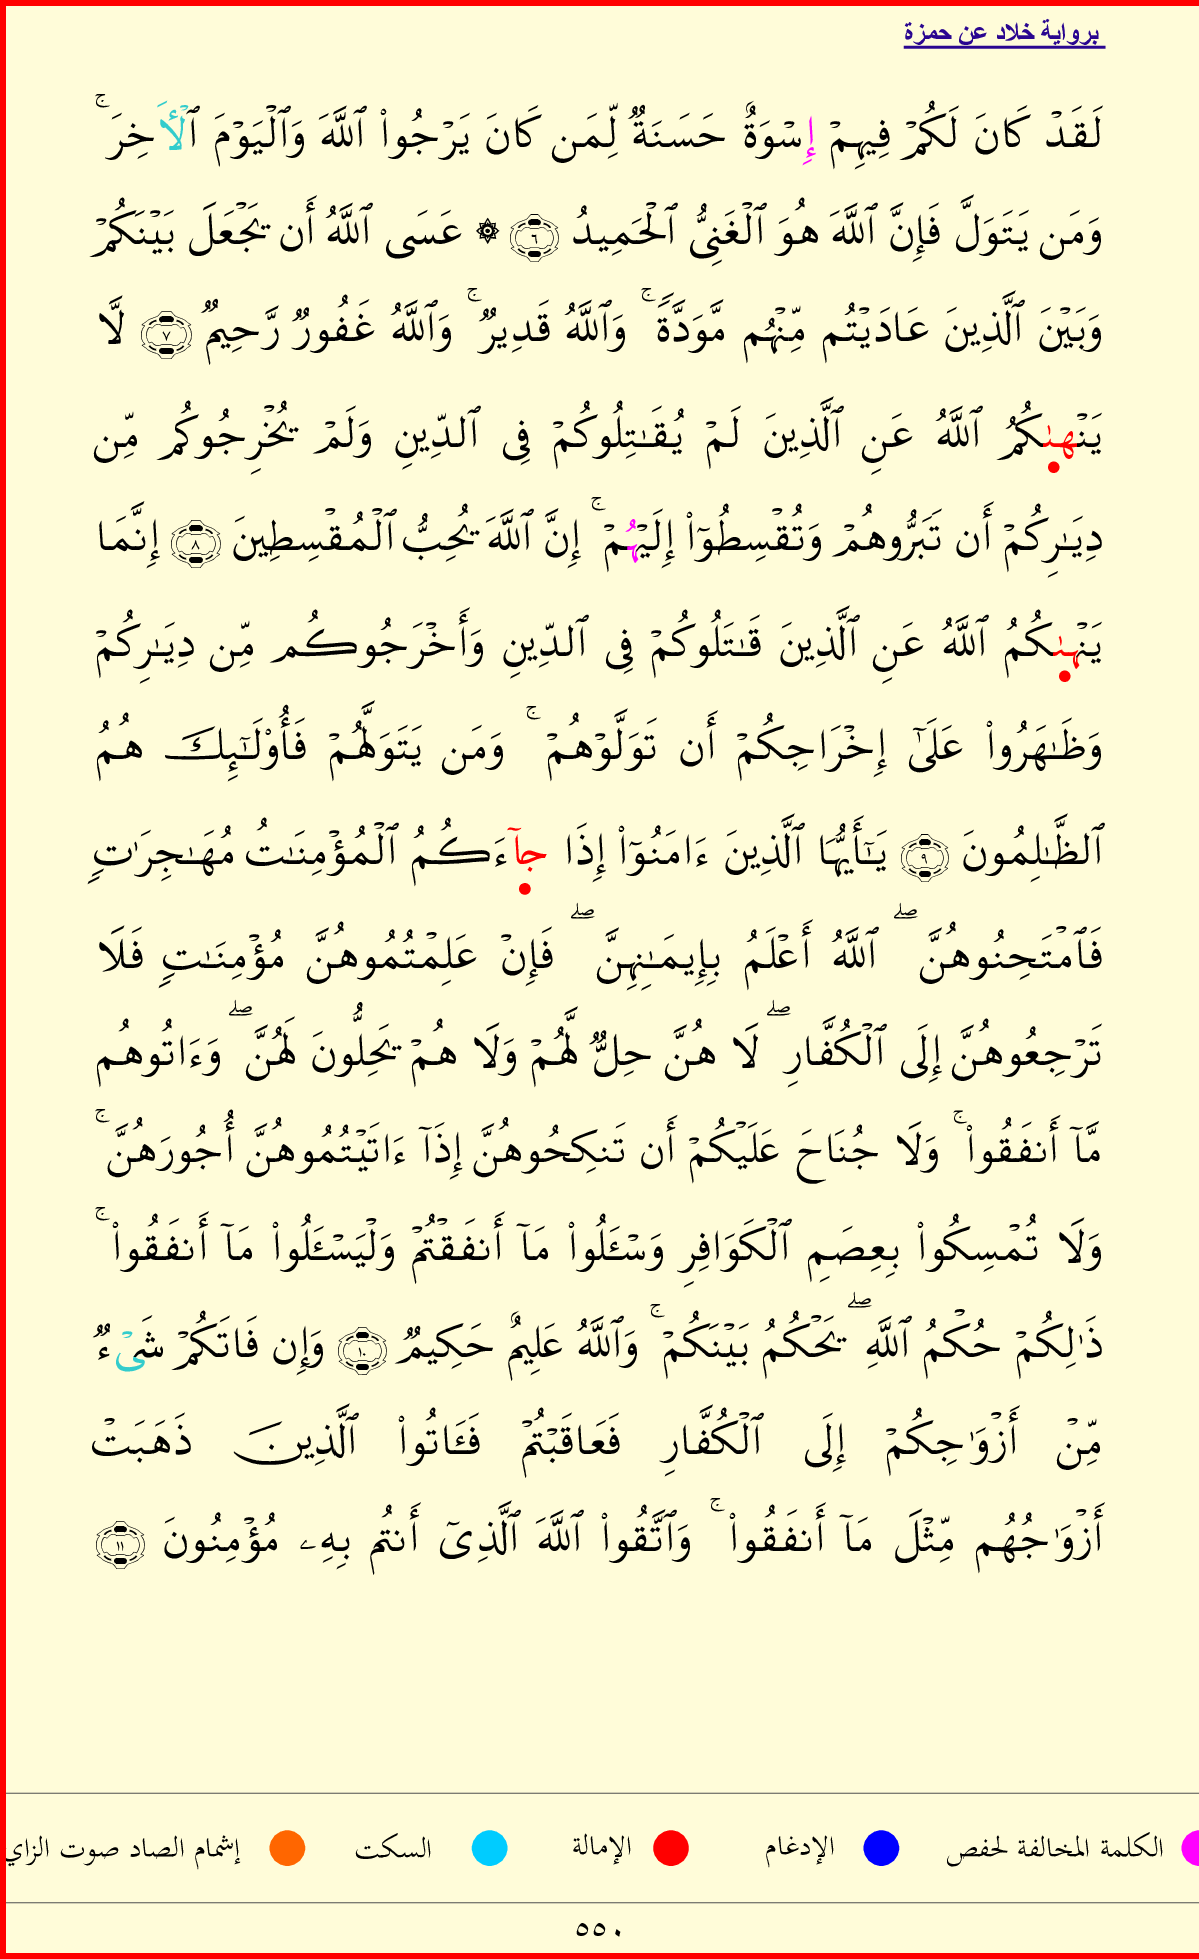 برواية خلاد عن حمزة
لَقَدْ كَانَ لَكُمْ فِيهِمْ إِسْوَةٌ حَسَنَةٌ لِّمَن كَانَ يَرْجُوا۟ ٱللَّهَ وَٱلْيَوْمَ ٱلْأَخِرَ ۚ
وَمَن يَتَوَلَّ فَإِنَّ ٱللَّهَ هُوَ ٱلْغَنِىُّ ٱلْحَمِيدُ ٦ ۞ عَسَى ٱللَّهُ أَن يَجْعَلَ بَيْنَكُمْ
وَبَيْنَ ٱلَّذِينَ عَادَيْتُم مِّنْهُم مَّوَدَّةً ۚ وَٱللَّهُ قَدِيرٌ ۚ وَٱللَّهُ غَفُورٌ رَّحِيمٌ ٧ لَّا
يَنْهىٰكُمُ ٱللَّهُ عَنِ ٱلَّذِينَ لَمْ يُقَـٰتِلُوكُمْ فِى ٱلدِّينِ وَلَمْ يُخْرِجُوكُم مِّن
دِيَـٰرِكُمْ أَن تَبَرُّوهُمْ وَتُقْسِطُوٓا۟ إِلَيْهُمْ ۚ إِنَّ ٱللَّهَ يُحِبُّ ٱلْمُقْسِطِينَ ٨ إِنَّمَا
يَنْهىٰكُمُ ٱللَّهُ عَنِ ٱلَّذِينَ قَـٰتَلُوكُمْ فِى ٱلدِّينِ وَأَخْرَجُوكُم مِّن دِيَـٰرِكُمْ
وَظَـٰهَرُوا۟ عَلَىٰٓ إِخْرَاجِكُمْ أَن تَوَلَّوْهُمْ ۚ وَمَن يَتَوَلَّهُمْ فَأُو۟لَـٰٓئِكَ هُمُ
ٱلظَّـٰلِمُونَ ٩ يَـٰٓأَيُّهَا ٱلَّذِينَ ءَامَنُوٓا۟ إِذَا جآءَكُمُ ٱلْمُؤْمِنَـٰتُ مُهَـٰجِرَٰتٍ
فَٱمْتَحِنُوهُنَّ ۖ ٱللَّهُ أَعْلَمُ بِإِيمَـٰنِهِنَّ ۖ فَإِنْ عَلِمْتُمُوهُنَّ مُؤْمِنَـٰتٍ فَلَا
تَرْجِعُوهُنَّ إِلَى ٱلْكُفَّارِ ۖ لَا هُنَّ حِلٌّ لَّهُمْ وَلَا هُمْ يَحِلُّونَ لَهُنَّ ۖ وَءَاتُوهُم
مَّآ أَنفَقُوا۟ ۚ وَلَا جُنَاحَ عَلَيْكُمْ أَن تَنكِحُوهُنَّ إِذَآ ءَاتَيْتُمُوهُنَّ أُجُورَهُنَّ ۚ
وَلَا تُمْسِكُوا۟ بِعِصَمِ ٱلْكَوَافِرِ وَسْـَٔلُوا۟ مَآ أَنفَقْتُمْ وَلْيَسْـَٔلُوا۟ مَآ أَنفَقُوا۟ ۚ
ذَٰلِكُمْ حُكْمُ ٱللَّهِ ۖ يَحْكُمُ بَيْنَكُمْ ۚ وَٱللَّهُ عَلِيمٌ حَكِيمٌ ١٠ وَإِن فَاتَكُمْ شَىْءٌ
مِّنْ أَزْوَٰجِكُمْ إِلَى ٱلْكُفَّارِ فَعَاقَبْتُمْ فَـَٔاتُوا۟ ٱلَّذِينَ ذَهَبَتْ
أَزْوَٰجُهُم مِّثْلَ مَآ أَنفَقُوا۟ ۚ وَٱتَّقُوا۟ ٱللَّهَ ٱلَّذِىٓ أَنتُم بِهِۦ مُؤْمِنُونَ ١١
الكلمة المخالفة لحفص الإدغام الإمالة السكت إشمام الصاد صوت الزاي
٥٥٠